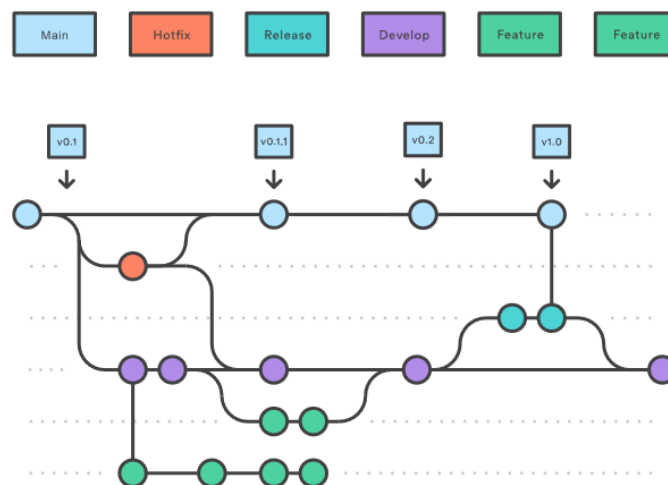 Main
Hotfix
Release
Develop
Feature
Feature
v0.1
v0.1.1
v0.2
v1.0